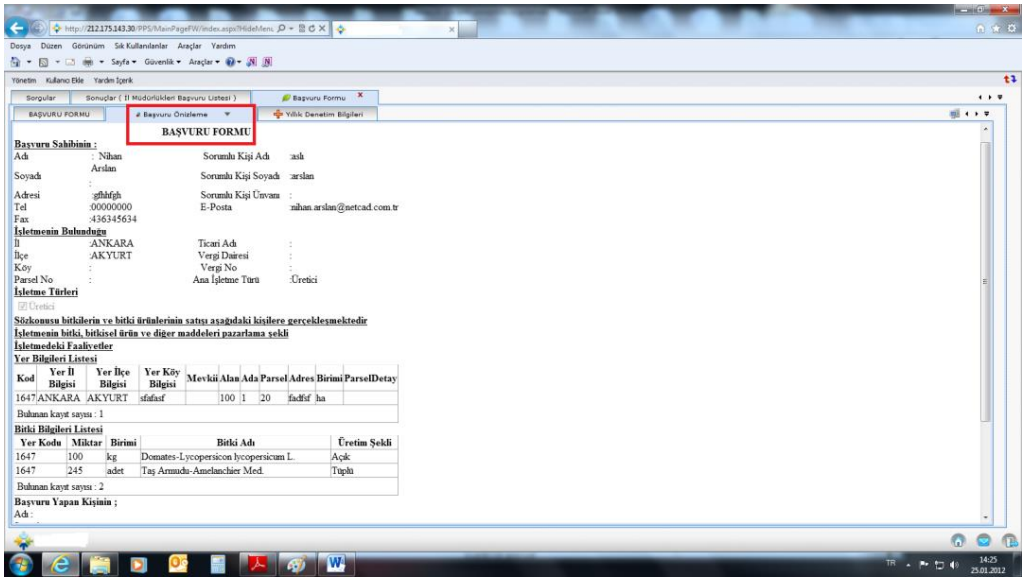 http://212.175.143.30/PPS/MainPageFW/index.aspx?HideMenu
Dosya Düzen Görünüm Sık Kullanılanlar Araçlar Yardım
Sayfa Güvenlik Araçlar
Yönetim Kullanıcı Ekle Yardım İçerik
Sorgular Sonuçlar ( İl Müdürlükleri Başvuru Listesi ) Başvuru Formu X
BAŞVURU FORMU Başvuru Önizleme Yıllık Denetim Bilgileri
BAŞVURU FORMU
Başvuru Sahibinin :
Adı : Nihan Sorumlu Kişi Adı :aslı
Soyadı Arslan : Sorumlu Kişi Soyadı :arslan
Adresi :gfhhfgh Sorumlu Kişi Ünvanı :
Tel :00000000 E-Posta :nihan.arslan@netcad.com.tr
Fax :436345634
İşletmenin Bulunduğu
İl :ANKARA Ticari Adı :
İlçe :AKYURT Vergi Dairesi :
Köy : Vergi No :
Parsel No : Ana İşletme Türü :Üretici
İşletme Türleri
Üretici
Sözkonusu bitkilerin ve bitki ürünlerinin satışı aşağıdaki kişilere gerçekleşmektedir
İşletmenin bitki, bitkisel ürün ve diğer maddeleri pazarlama şekli
İşletmedeki Faaliyetler
Yer Bilgileri Listesi
Kod Yer İl Bilgisi Yer İlçe Bilgisi Yer Köy Bilgisi Mevkii Alan Ada Parsel Adres Birimi ParselDetay
1647 ANKARA AKYURT sfafasf 100 1 20 fadfsf ha
Bulunan kayıt sayısı : 1
Bitki Bilgileri Listesi
Yer Kodu Miktar Birimi Bitki Adı Üretim Şekli
1647 100 kg Domates-Lycopersicon lycopersicum L. Açık
1647 245 adet Taş Armudu-Amelanchier Med. Tüplü
Bulunan kayıt sayısı : 2
Başvuru Yapan Kişinin ;
Adı :
TR 14:25
25.01.2012